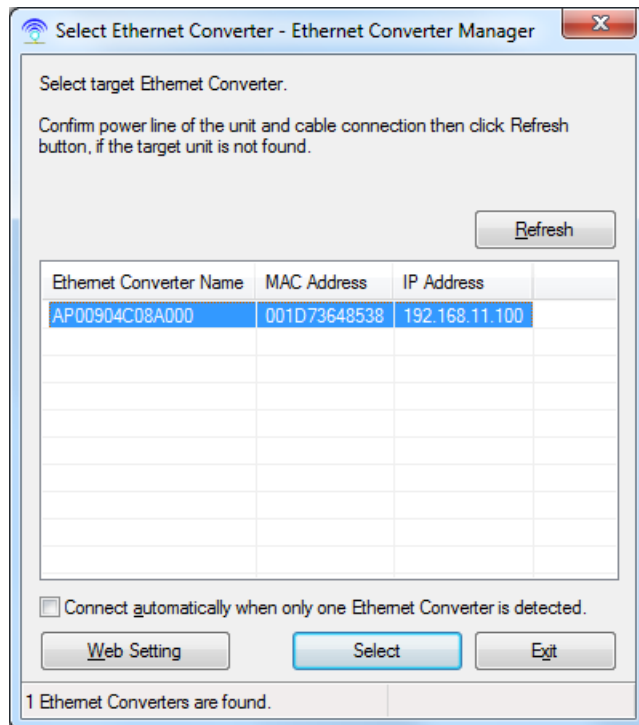 Select Ethernet Converter - Ethernet Converter Manager
Select target Ethernet Converter.
Confirm power line of the unit and cable connection then click Refresh
button, if the target unit is not found.
Refresh
Ethernet Converter Name MAC Address IP Address
AP00904C08A000 001D73648538 192.168.11.100
Connect automatically when only one Ethernet Converter is detected.
Web Setting Select Exit
1 Ethernet Converters are found.